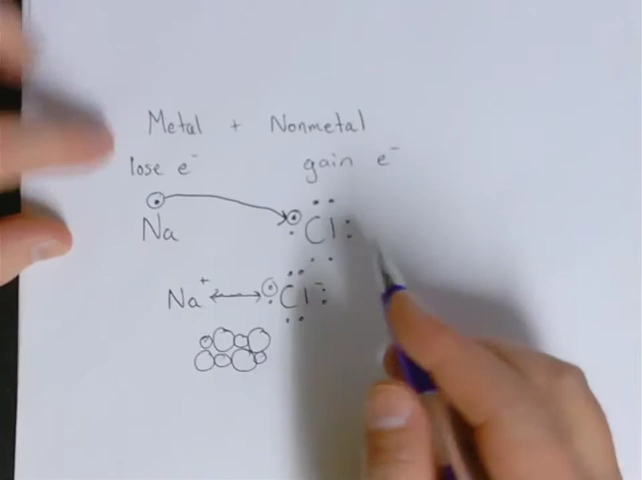 Metal + Nonmetal
lose e⁻ gain e⁻
Na Cl
Na⁺ Cl⁻